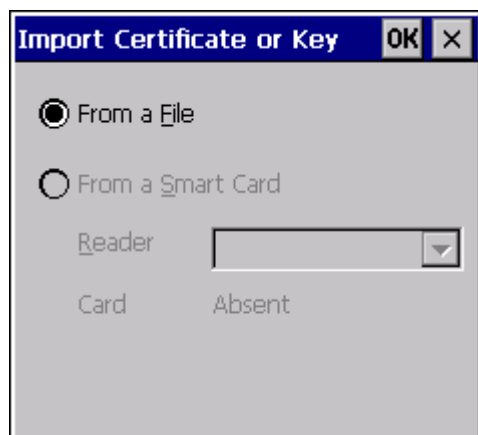 Import Certificate or Key OK ×
From a File
From a Smart Card
Reader
Card Absent